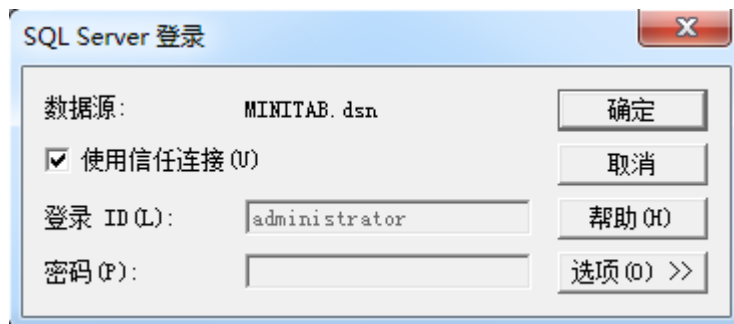 SQL Server 登录
数据源: MINITAB.dsn 确定
使用信任连接(U) 取消
登录 ID(L): administrator 帮助(H)
密码(P): 选项(O) >>